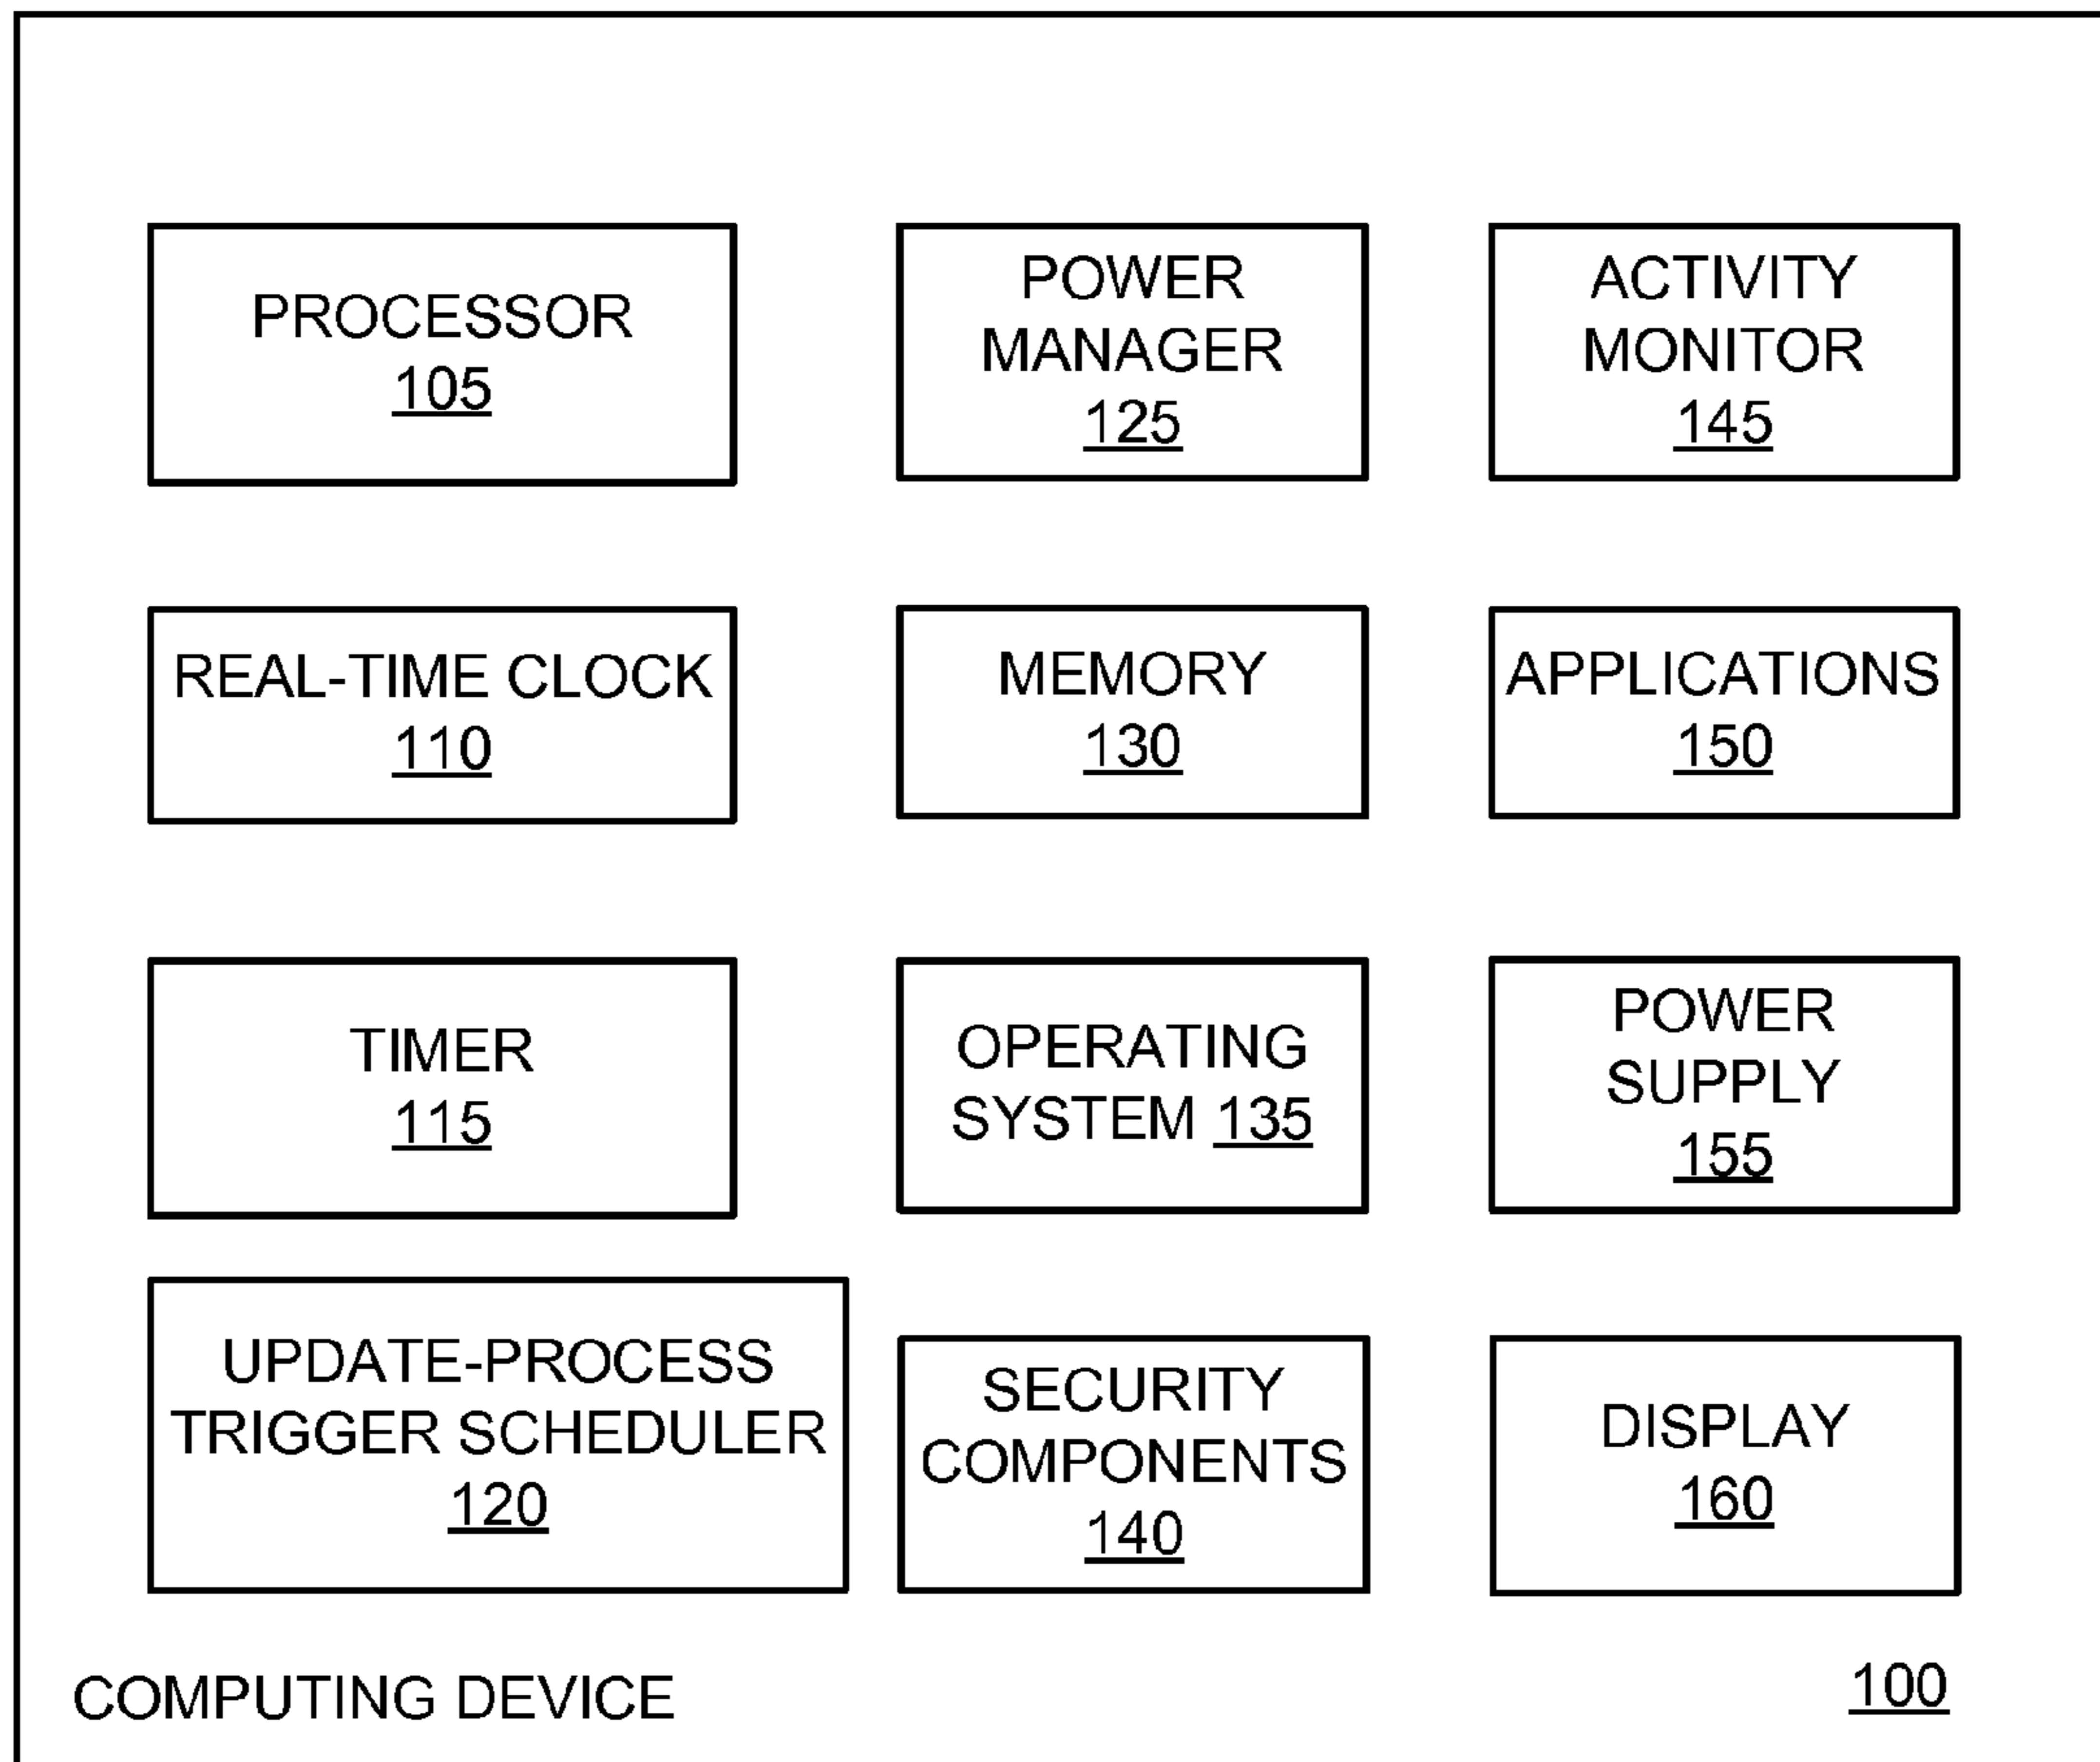 PROCESSOR
105
POWER
MANAGER
125
ACTIVITY
MONITOR
145
REAL-TIME CLOCK
110
MEMORY
130
APPLICATIONS
150
TIMER
115
OPERATING
SYSTEM 135
POWER
SUPPLY
155
UPDATE-PROCESS
TRIGGER SCHEDULER
120
SECURITY
COMPONENTS
140
DISPLAY
160
COMPUTING DEVICE
100